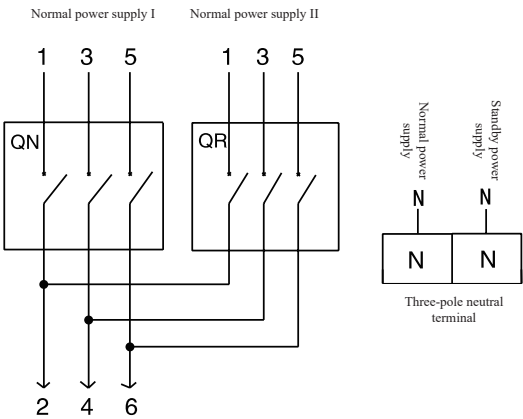 Normal power supply I
Normal power supply II
1 3 5
1 3 5
QN
QR
2 4 6
Normal power
supply
Standby power
supply
N
N
N
N
Three-pole neutral
terminal